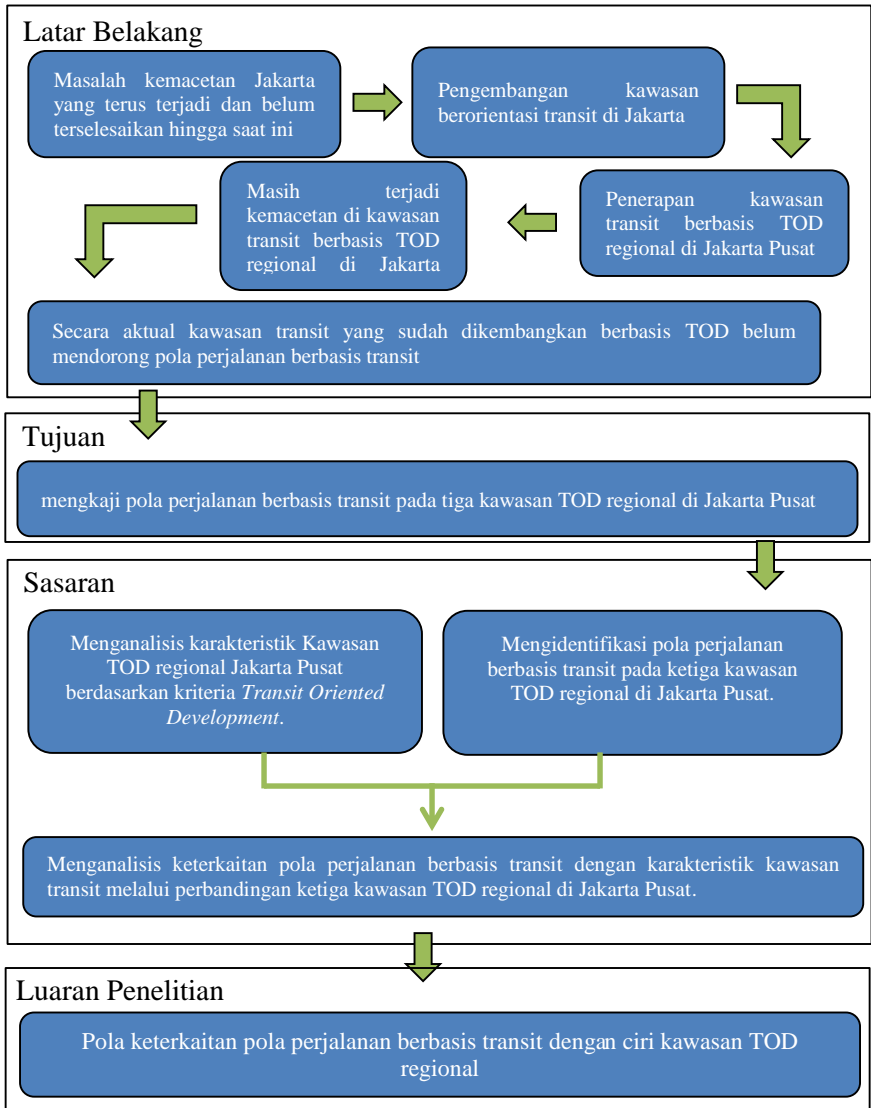 Latar Belakang
Masalah kemacetan Jakarta
yang terus terjadi dan belum
terselesaikan hingga saat ini
Pengembangan kawasan
berorientasi transit di Jakarta
Penerapan kawasan
transit berbasis TOD
regional di Jakarta Pusat
Masih terjadi
kemacetan di kawasan
transit berbasis TOD
regional di Jakarta
Secara aktual kawasan transit yang sudah dikembangkan berbasis TOD belum
mendorong pola perjalanan berbasis transit
Tujuan
mengkaji pola perjalanan berbasis transit pada tiga kawasan TOD regional di Jakarta Pusat
Sasaran
Menganalisis karakteristik Kawasan
TOD regional Jakarta Pusat
berdasarkan kriteria Transit Oriented
Development.
Mengidentifikasi pola perjalanan
berbasis transit pada ketiga kawasan
TOD regional di Jakarta Pusat.
Menganalisis keterkaitan pola perjalanan berbasis transit dengan karakteristik kawasan
transit melalui perbandingan ketiga kawasan TOD regional di Jakarta Pusat.
Luaran Penelitian
Pola keterkaitan pola perjalanan berbasis transit dengan ciri kawasan TOD
regional